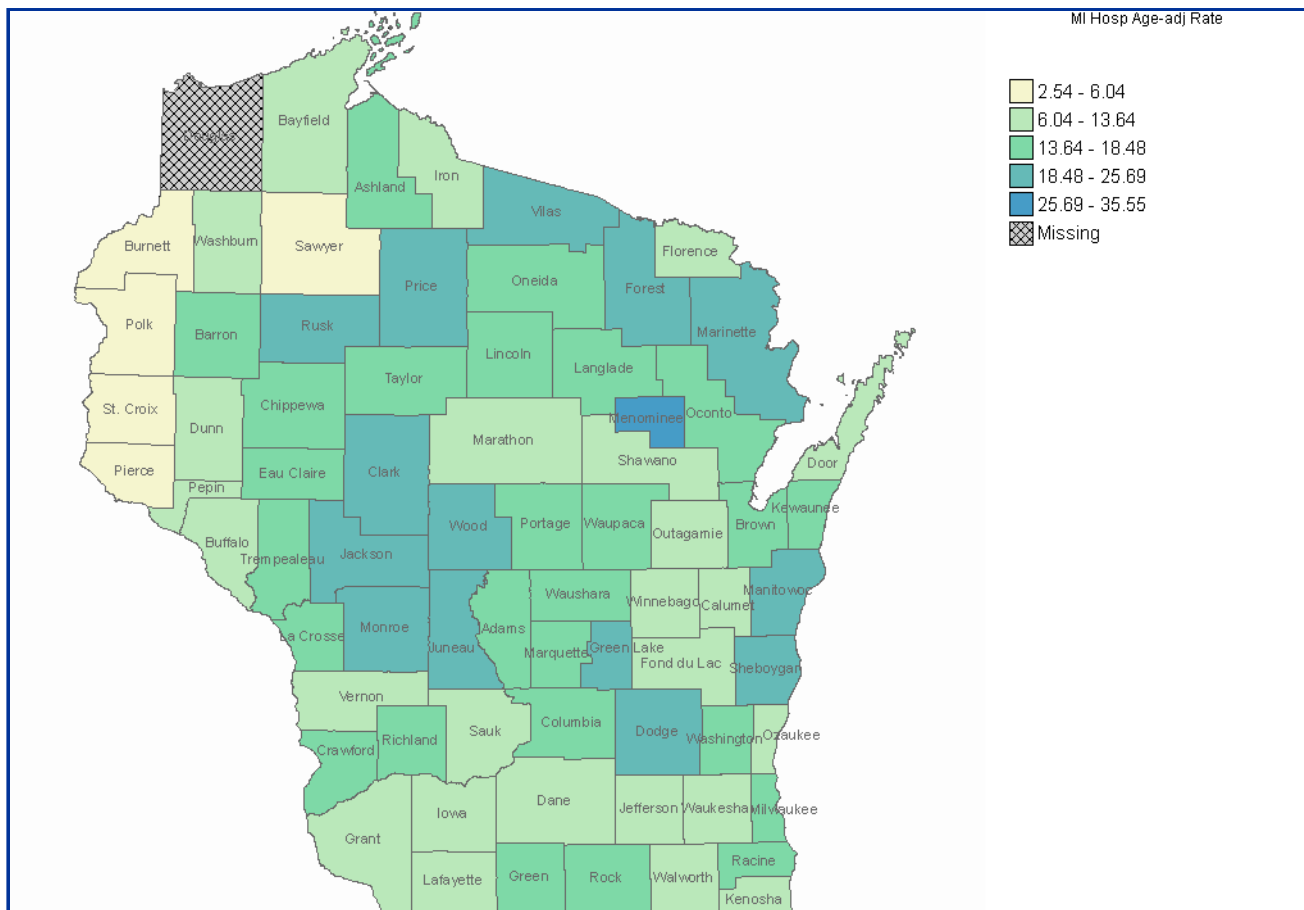 MI Hosp Age-adj Rate
2.54 - 6.04
6.04 - 13.64
13.64 - 18.48
18.48 - 25.69
25.69 - 35.55
Missing
Douglas
Bayfield
Ashland
Iron
Vilas
Burnett
Washburn
Sawyer
Florence
Price
Oneida
Forest
Polk
Barron
Rusk
Marinette
Lincoln
Langlade
Taylor
St. Croix
Dunn
Chippewa
Menominee
Oconto
Marathon
Shawano
Door
Pierce
Eau Claire
Clark
Pepin
Buffalo
Trempealeau
Jackson
Wood
Portage
Waupaca
Outagamie
Brown
Kewaunee
Waushara
Winnebago
Calumet
Manitowoc
La Crosse
Monroe
Juneau
Adams
Marquette
Green Lake
Fond du Lac
Sheboygan
Vernon
Crawford
Richland
Sauk
Columbia
Dodge
Washington
Ozaukee
Grant
Iowa
Dane
Jefferson
Waukesha
Milwaukee
Lafayette
Green
Rock
Walworth
Racine
Kenosha